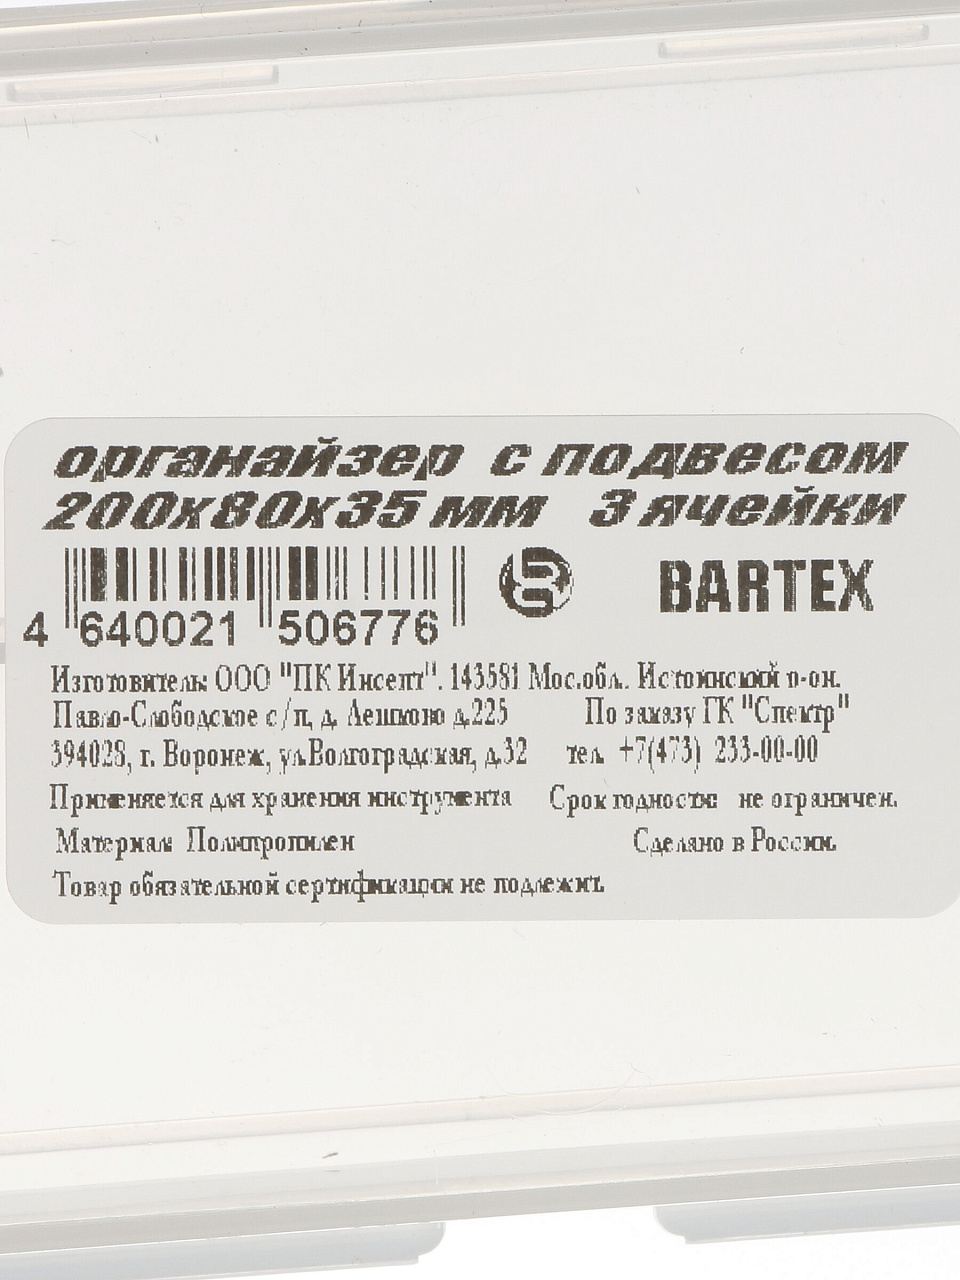 органайзер с подвесом
200х80х35 мм 3 ячейки
BARTEX
4 640021 506776
Изготовитель: ООО "ПК Инсепт". 143581 Мос.обл. Истринский р-он.
Павло-Слободское с/п, д. Лешково д.225 По заказу ГК "Спектр"
394028, г. Воронеж, ул.Волгоградская, д.32 тел. +7(473) 233-00-00
Применяется для хранения инструмента Срок годности: не ограничен.
Материал: Полипропилен Сделано в России.
Товар обязательной сертификации не подлежит.